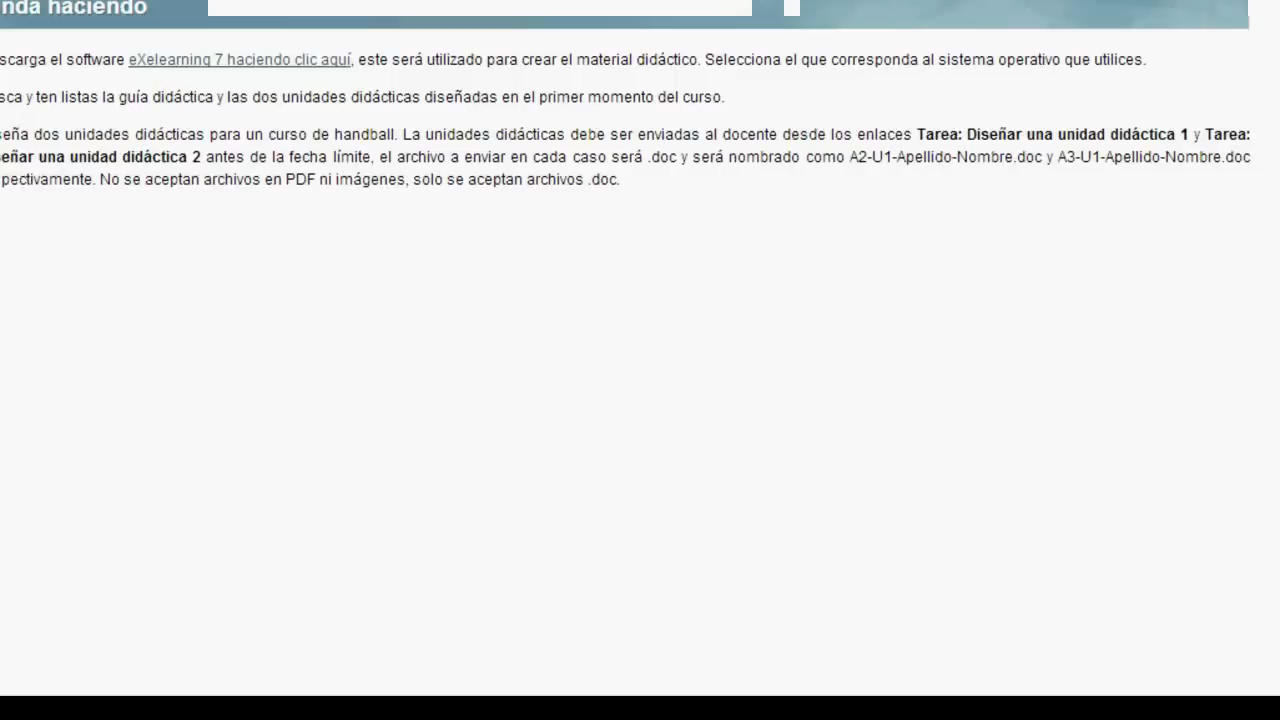 nda haciendo
scarga el software eXelearning 7 haciendo clic aquí, este será utilizado para crear el material didáctico. Selecciona el que corresponda al sistema operativo que utilices.
sca y ten listas la guía didáctica y las dos unidades didácticas diseñadas en el primer momento del curso.
seña dos unidades didácticas para un curso de handball. La unidades didácticas debe ser enviadas al docente desde los enlaces Tarea: Diseñar una unidad didáctica 1 y Tarea:
eñar una unidad didáctica 2 antes de la fecha límite, el archivo a enviar en cada caso será .doc y será nombrado como A2-U1-Apellido-Nombre.doc y A3-U1-Apellido-Nombre.doc
pectivamente. No se aceptan archivos en PDF ni imágenes, solo se aceptan archivos .doc.